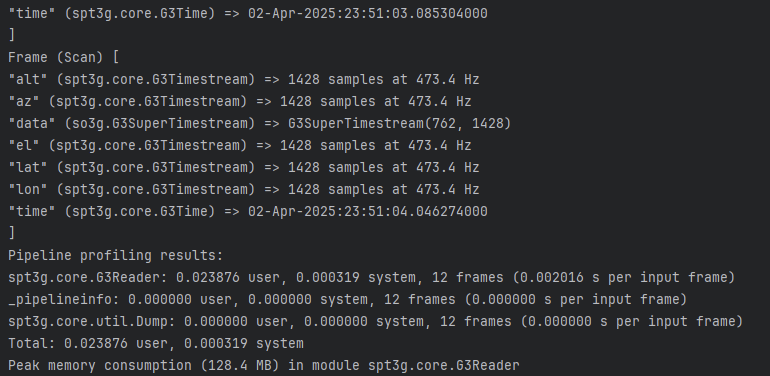 "time" (spt3g.core.G3Time) => 02-Apr-2025:23:51:03.085304000
]
Frame (Scan) [
"alt" (spt3g.core.G3Timestream) => 1428 samples at 473.4 Hz
"az" (spt3g.core.G3Timestream) => 1428 samples at 473.4 Hz
"data" (so3g.G3SuperTimestream) => G3SuperTimestream(762, 1428)
"el" (spt3g.core.G3Timestream) => 1428 samples at 473.4 Hz
"lat" (spt3g.core.G3Timestream) => 1428 samples at 473.4 Hz
"lon" (spt3g.core.G3Timestream) => 1428 samples at 473.4 Hz
"time" (spt3g.core.G3Time) => 02-Apr-2025:23:51:04.046274000
]
Pipeline profiling results:
spt3g.core.G3Reader: 0.023876 user, 0.000319 system, 12 frames (0.002016 s per input frame)
_pipelineinfo: 0.000000 user, 0.000000 system, 12 frames (0.000000 s per input frame)
spt3g.core.util.Dump: 0.000000 user, 0.000000 system, 12 frames (0.000000 s per input frame)
Total: 0.023876 user, 0.000319 system
Peak memory consumption (128.4 MB) in module spt3g.core.G3Reader